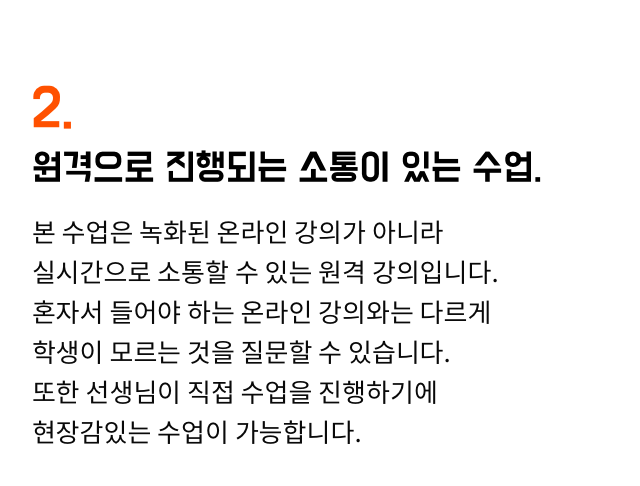 2.
원격으로 진행되는 소통이 있는 수업.
본 수업은 녹화된 온라인 강의가 아니라
실시간으로 소통할 수 있는 원격 강의입니다.
혼자서 들어야 하는 온라인 강의와는 다르게
학생이 모르는 것을 질문할 수 있습니다.
또한 선생님이 직접 수업을 진행하기에
현장감있는 수업이 가능합니다.